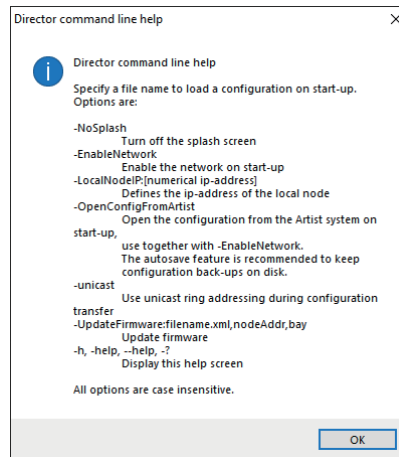 Director command line help
Director command line help
Specify a file name to load a configuration on start-up.
Options are:
-NoSplash
Turn off the splash screen
-EnableNetwork
Enable the network on start-up
-LocalNodeIP:[numerical ip-address]
Defines the ip-address of the local node
-OpenConfigFromArtist
Open the configuration from the Artist system on
start-up,
use together with -EnableNetwork.
The autosave feature is recommended to keep
configuration back-ups on disk.
-unicast
Use unicast ring addressing during configuration
transfer
-UpdateFirmware:filename.xml,nodeAddr,bay
Update firmware
-h, -help, --help, -?
Display this help screen
All options are case insensitive.
OK